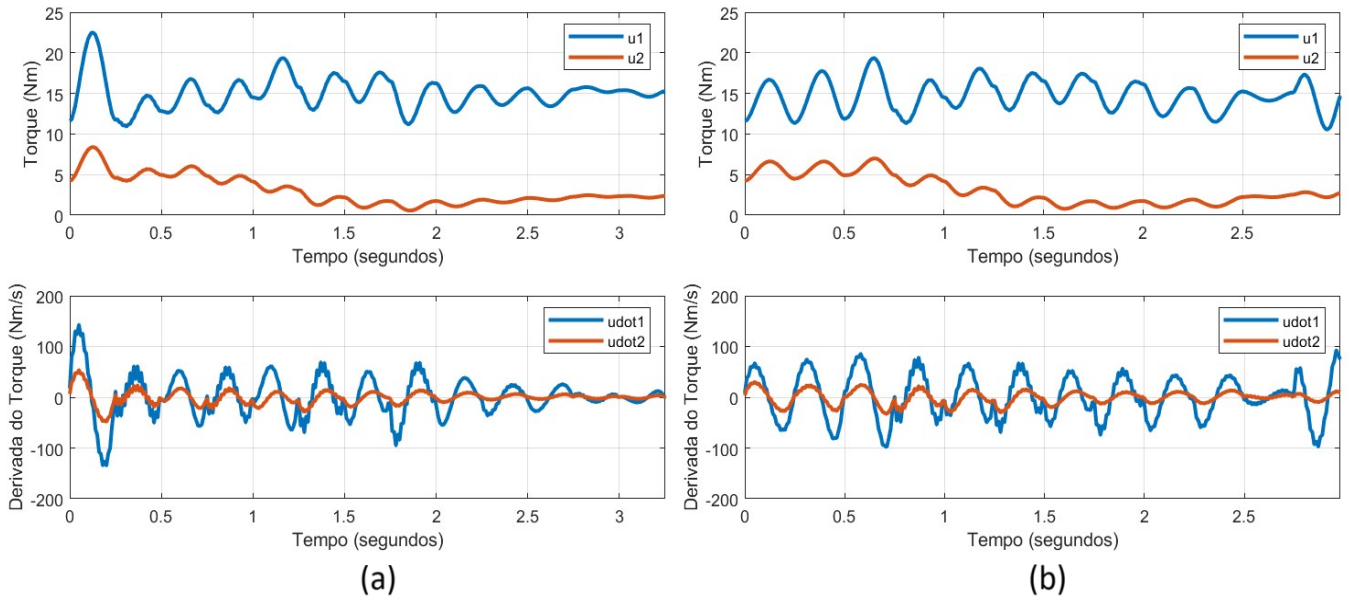 25
20
15
10
5
0
Torque (Nm)
u1
u2
0 0.5 1 1.5 2 2.5 3
Tempo (segundos)
25
20
15
10
5
0
Torque (Nm)
u1
u2
0 0.5 1 1.5 2 2.5
Tempo (segundos)
200
100
0
-100
-200
Derivada do Torque (Nm/s)
udot1
udot2
0 0.5 1 1.5 2 2.5 3
Tempo (segundos)
200
100
0
-100
-200
Derivada do Torque (Nm/s)
udot1
udot2
0 0.5 1 1.5 2 2.5
Tempo (segundos)
(a)
(b)